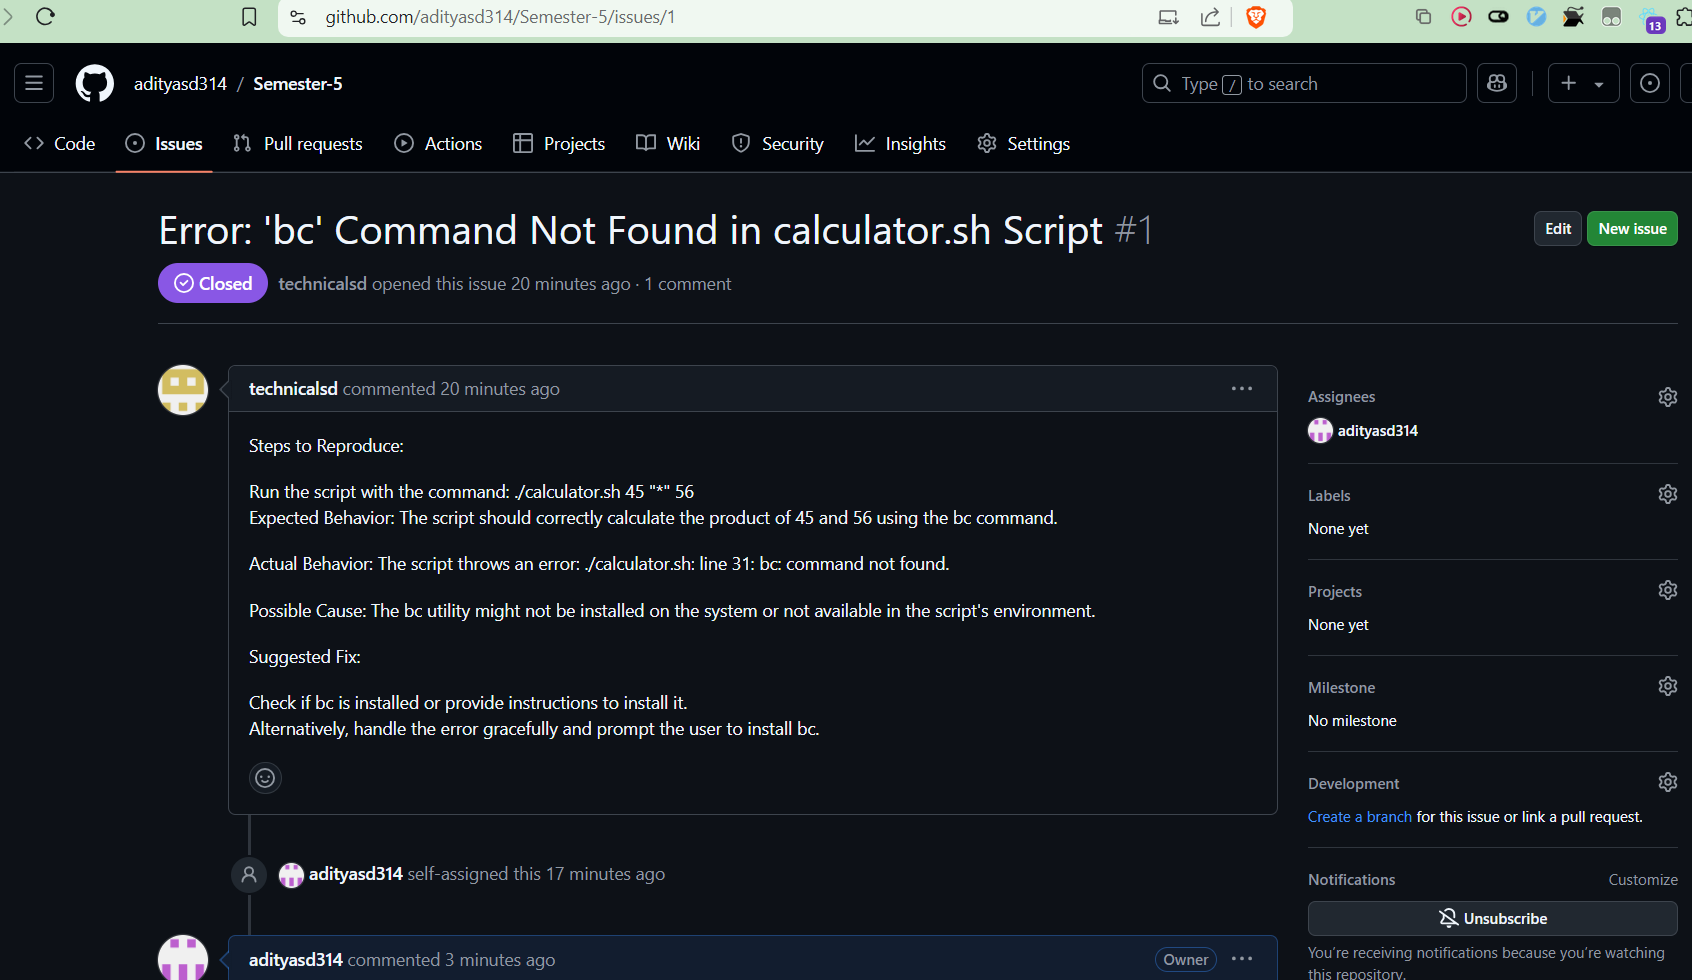 github.com/adityasd314/Semester-5/issues/1
13
adityasd314 / Semester-5
Type / to search
Code Issues Pull requests Actions Projects Wiki Security Insights Settings
Error: 'bc' Command Not Found in calculator.sh Script #1
Edit New issue
Closed technicalsd opened this issue 20 minutes ago · 1 comment
technicalsd commented 20 minutes ago
Steps to Reproduce:
Run the script with the command: ./calculator.sh 45 "*" 56
Expected Behavior: The script should correctly calculate the product of 45 and 56 using the bc command.
Actual Behavior: The script throws an error: ./calculator.sh: line 31: bc: command not found.
Possible Cause: The bc utility might not be installed on the system or not available in the script's environment.
Suggested Fix:
Check if bc is installed or provide instructions to install it.
Alternatively, handle the error gracefully and prompt the user to install bc.
adityasd314 self-assigned this 17 minutes ago
adityasd314 commented 3 minutes ago
Owner
Assignees
adityasd314
Labels
None yet
Projects
None yet
Milestone
No milestone
Development
Create a branch for this issue or link a pull request.
Notifications Customize
Unsubscribe
You're receiving notifications because you're watching
this repository.